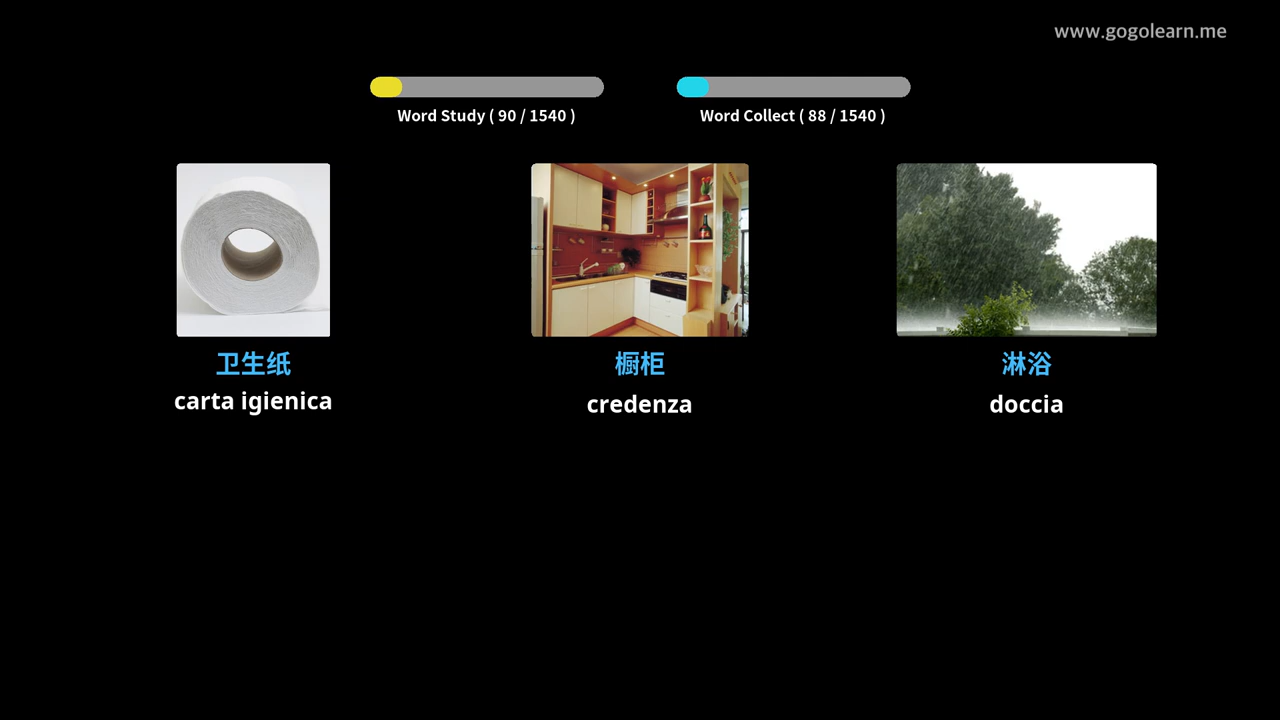 www.gogolearn.me
Word Study ( 90 / 1540 )
Word Collect ( 88 / 1540 )
卫生纸
橱柜
淋浴
carta igienica
credenza
doccia